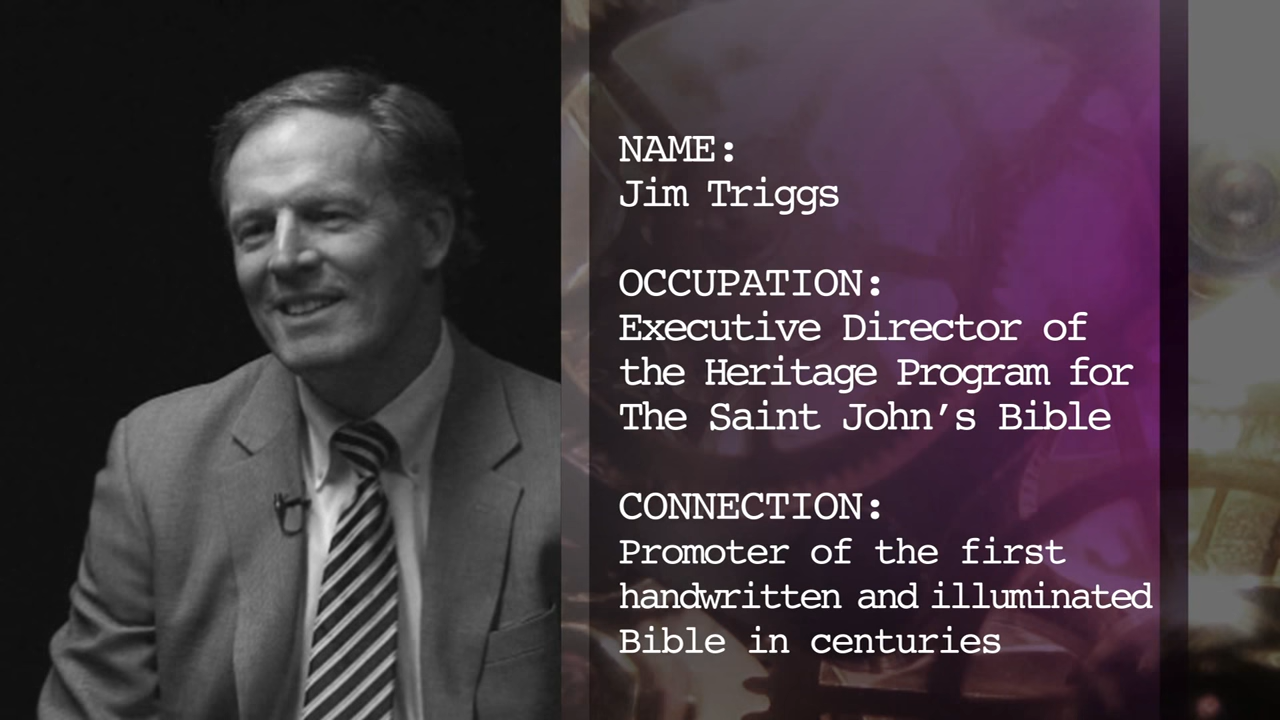 NAME:
Jim Triggs
OCCUPATION:
Executive Director of
the Heritage Program for
The Saint John’s Bible
CONNECTION:
Promoter of the first
handwritten and illuminated
Bible in centuries